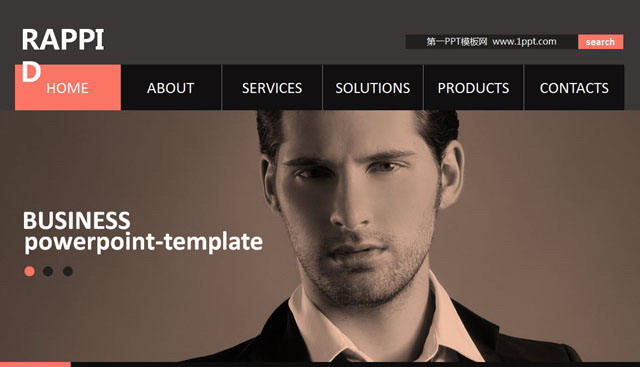 RAPPI
D
第一PPT模板网 www.1ppt.com
search
HOME
ABOUT
SERVICES
SOLUTIONS
PRODUCTS
CONTACTS
BUSINESS
powerpoint-template